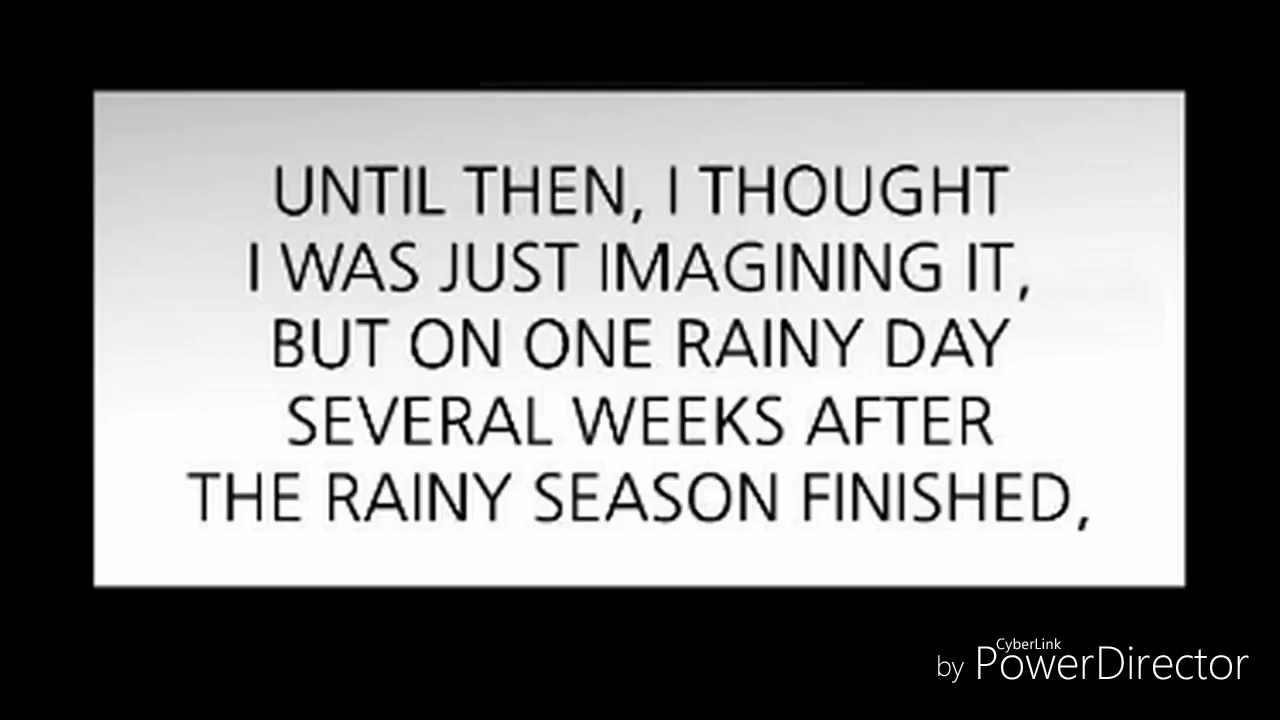 UNTIL THEN, I THOUGHT
I WAS JUST IMAGINING IT,
BUT ON ONE RAINY DAY
SEVERAL WEEKS AFTER
THE RAINY SEASON FINISHED,
CyberLink
by PowerDirector